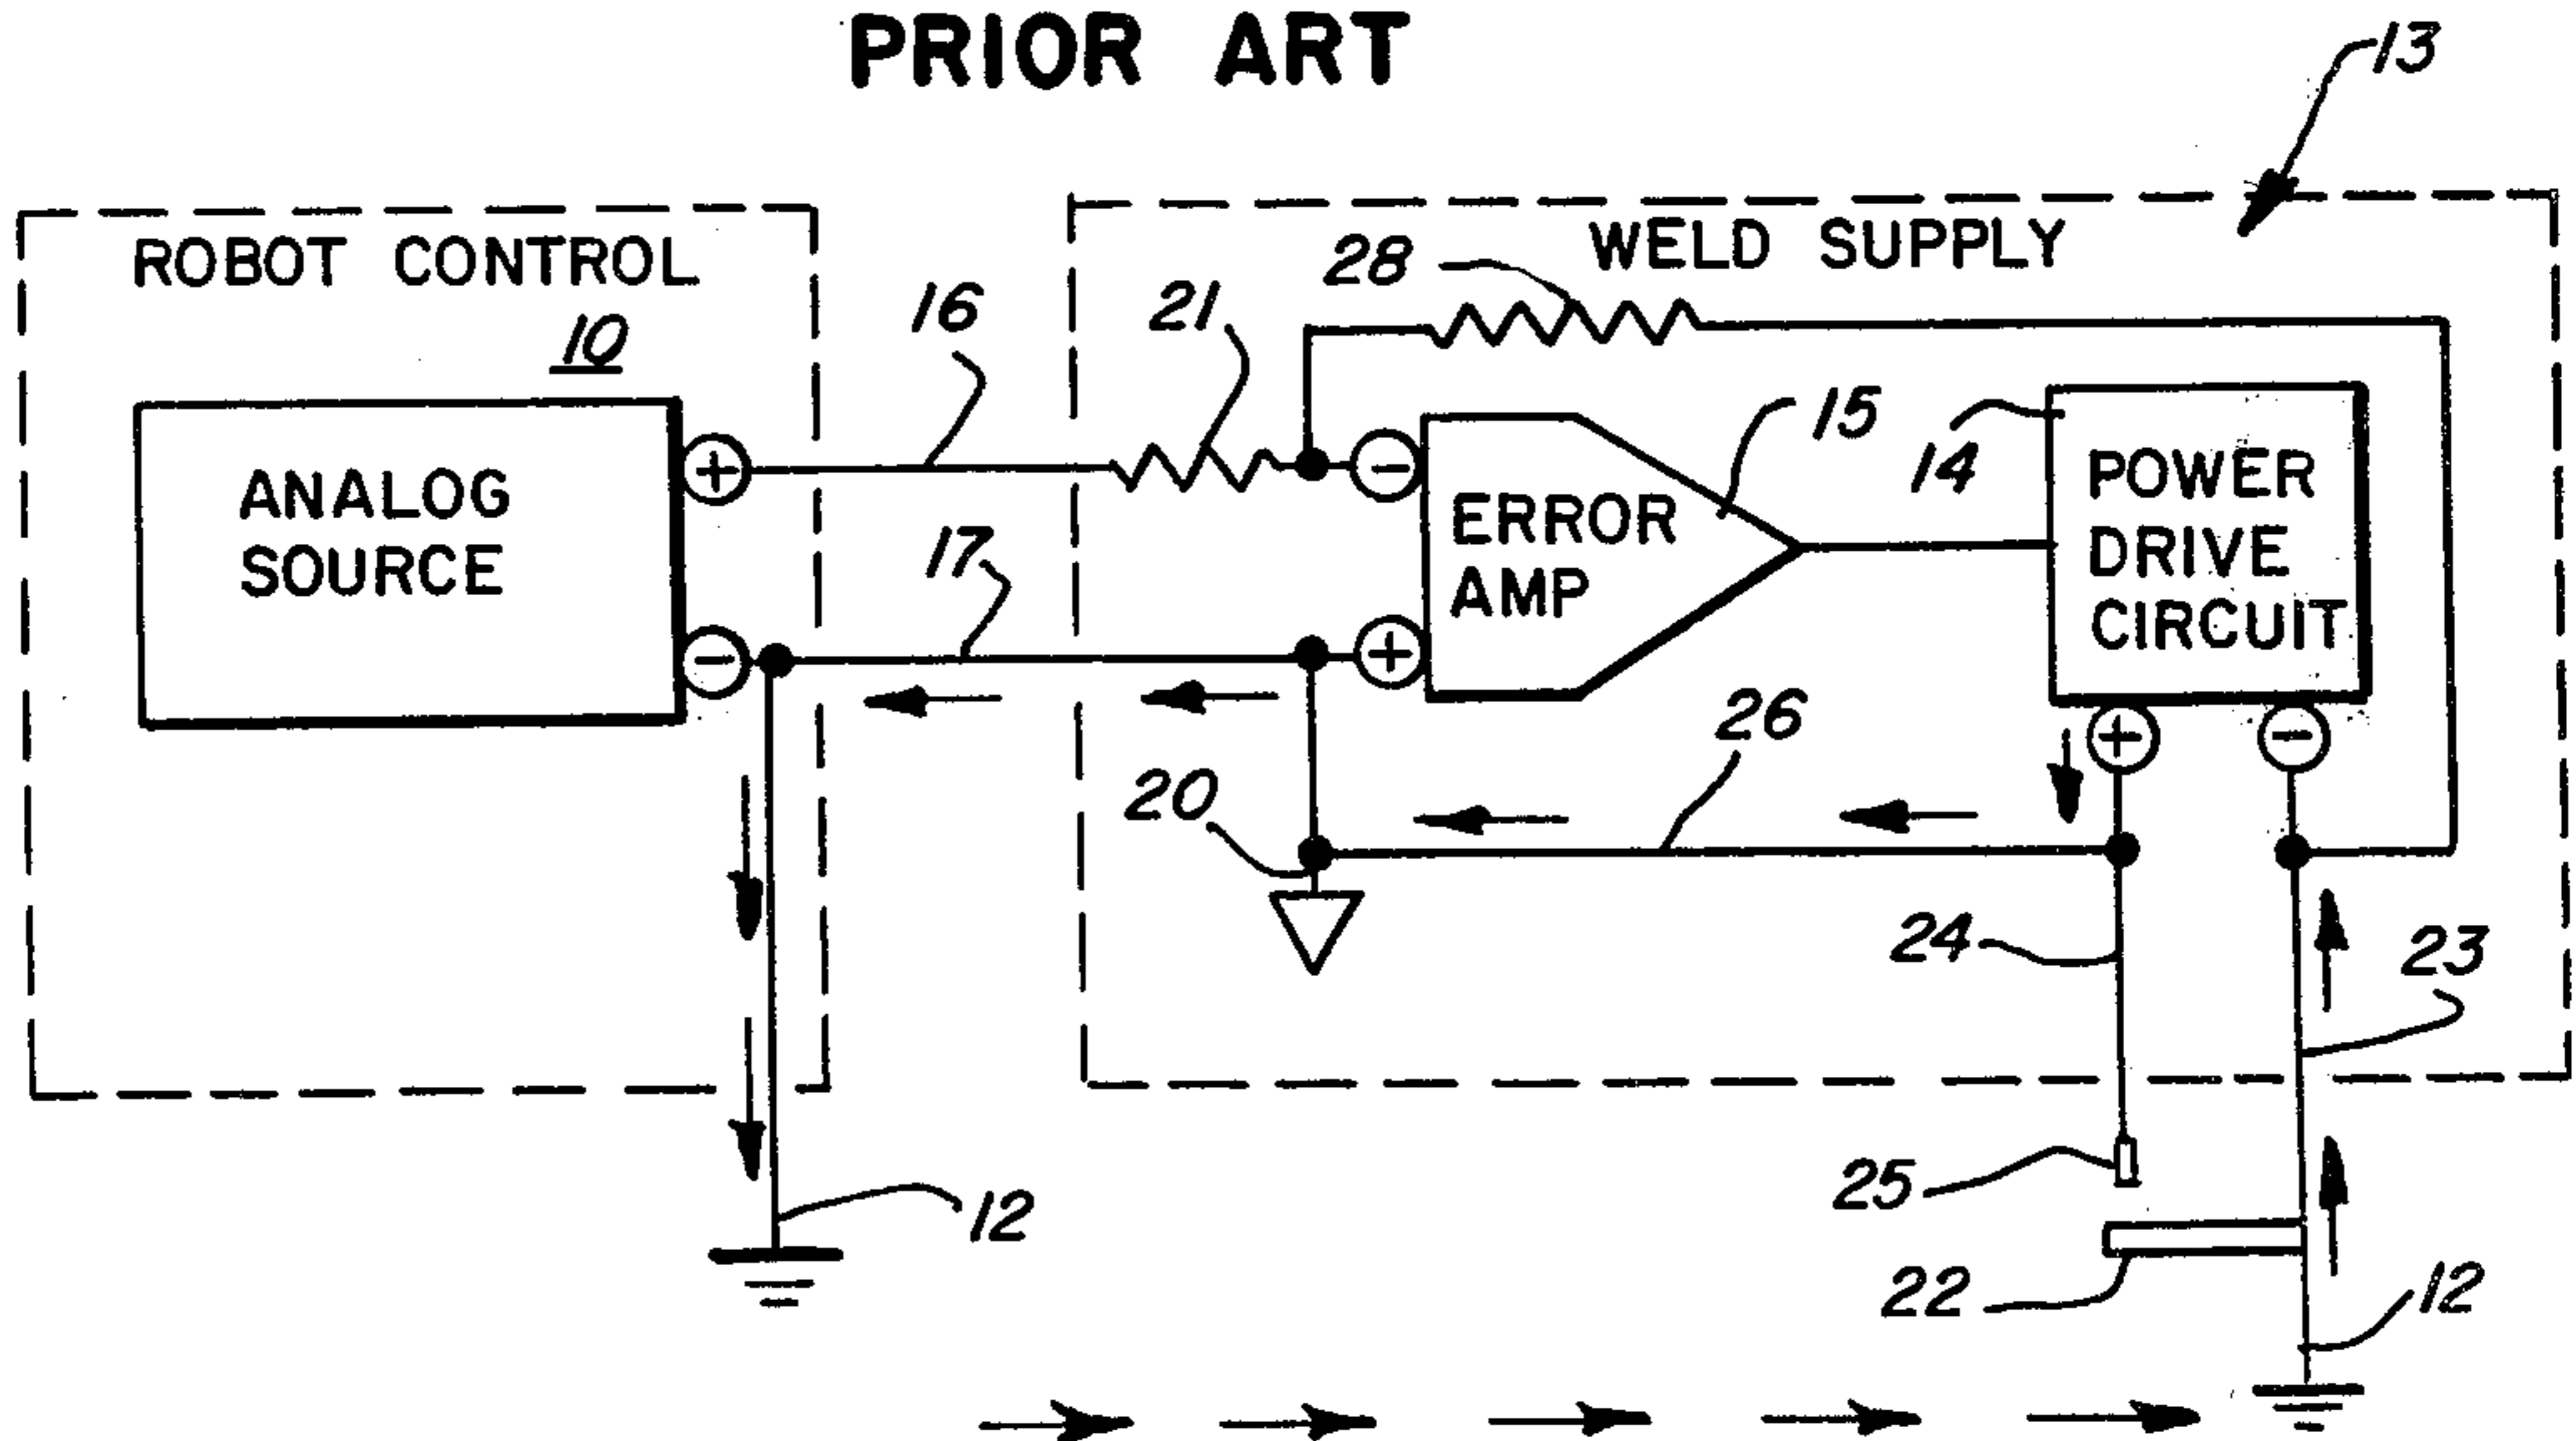 PRIOR ART
13
ROBOT CONTROL
10
WELD SUPPLY
28
16
21
15
14
ANALOG
SOURCE
+
-
ERROR
AMP
POWER
DRIVE
CIRCUIT
17
-
+
+
-
26
20
24
23
25
12
22
12